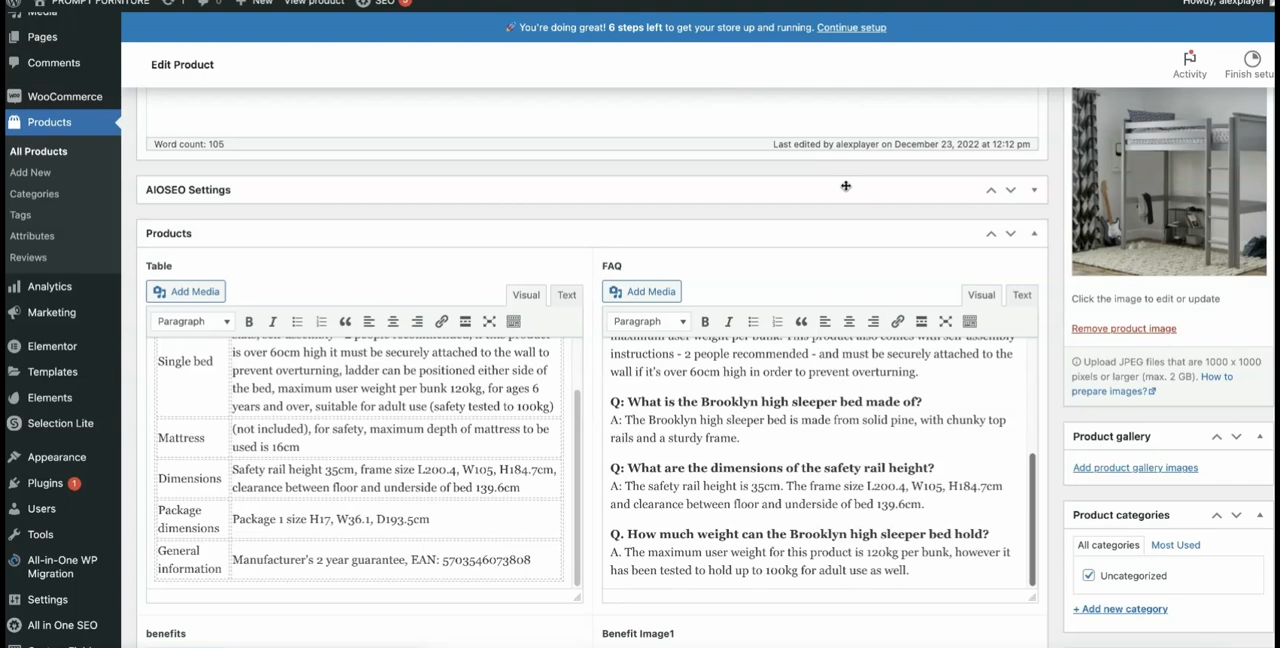 PROMPT FURNITURE
1
0
New
View product
SEO
Howdy, alexplayer
Media
Pages
Comments
WooCommerce
Products
All Products
Add New
Categories
Tags
Attributes
Reviews
Analytics
Marketing
Elementor
Templates
Elements
Selection Lite
Appearance
Plugins 1
Users
Tools
All-in-One WP
Migration
Settings
All in One SEO
🚀 You're doing great! 6 steps left to get your store up and running. Continue setup
Edit Product
Activity
Finish setu
Word count: 105
Last edited by alexplayer on December 23, 2022 at 12:12 pm
AIOSEO Settings
Products
Table
Add Media
Visual
Text
Paragraph
Single bed
is over 60cm high it must be securely attached to the wall to
prevent overturning, ladder can be positioned either side of
the bed, maximum user weight per bunk 120kg, for ages 6
years and over, suitable for adult use (safety tested to 100kg)
Mattress
(not included), for safety, maximum depth of mattress to be
used is 16cm
Dimensions
Safety rail height 35cm, frame size L200.4, W105, H184.7cm,
clearance between floor and underside of bed 139.6cm
Package
dimensions
Package 1 size H17, W36.1, D193.5cm
General
information
Manufacturer's 2 year guarantee, EAN: 5703546073808
FAQ
Add Media
Visual
Text
Paragraph
maximum user weight per bunk. This product also comes with self-assembly
instructions - 2 people recommended - and must be securely attached to the
wall if it's over 60cm high in order to prevent overturning.
Q: What is the Brooklyn high sleeper bed made of?
A: The Brooklyn high sleeper bed is made from solid pine, with chunky top
rails and a sturdy frame.
Q: What are the dimensions of the safety rail height?
A: The safety rail height is 35cm. The frame size L200.4, W105, H184.7cm
and clearance between floor and underside of bed 139.6cm.
Q. How much weight can the Brooklyn high sleeper bed hold?
A. The maximum user weight for this product is 120kg per bunk, however it
has been tested to hold up to 100kg for adult use as well.
benefits
Benefit Image1
Click the image to edit or update
Remove product image
Upload JPEG files that are 1000 x 1000
pixels or larger (max. 2 GB). How to
prepare images?
Product gallery
Add product gallery images
Product categories
All categories
Most Used
Uncategorized
+ Add new category